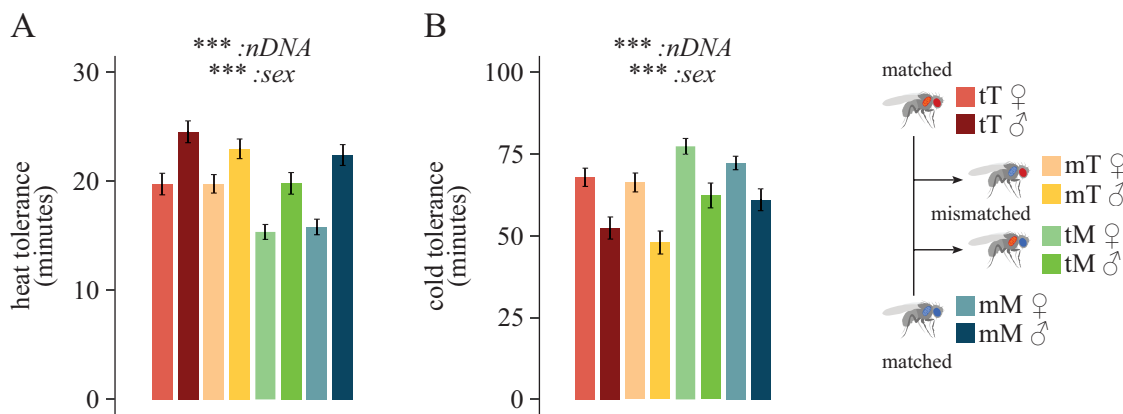 A
*** :nDNA
*** :sex
30
20
10
0
heat tolerance
(minutes)
B
*** :nDNA
*** :sex
100
75
50
25
0
cold tolerance
(minutes)
matched
tT ♀
tT ♂
mT ♀
mT ♂
mismatched
tM ♀
tM ♂
mM ♀
mM ♂
matched